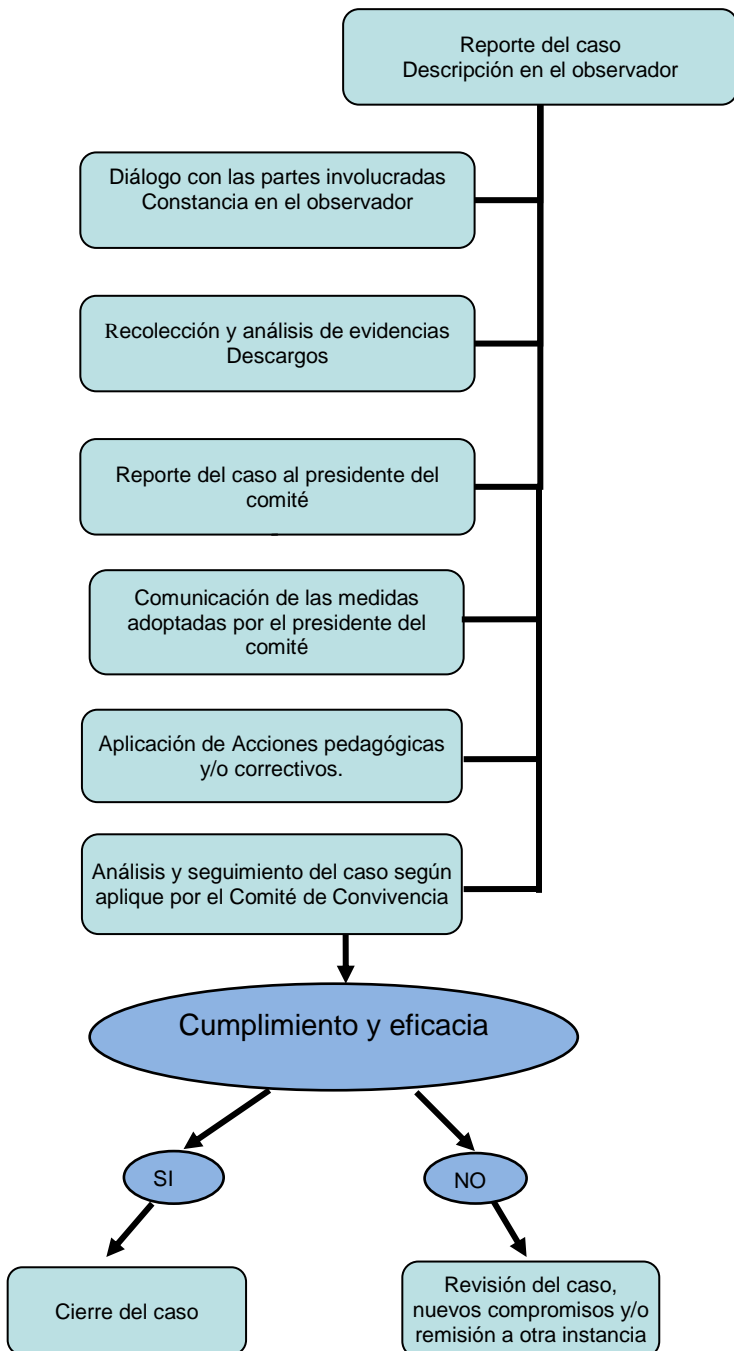 Reporte del caso
Descripción en el observador
Diálogo con las partes involucradas
Constancia en el observador
Recolección y análisis de evidencias
Descargos
Reporte del caso al presidente del
comité
Comunicación de las medidas
adoptadas por el presidente del
comité
Aplicación de Acciones pedagógicas
y/o correctivos.
Análisis y seguimiento del caso según
aplique por el Comité de Convivencia
Cumplimiento y eficacia
SI
NO
Cierre del caso
Revisión del caso,
nuevos compromisos y/o
remisión a otra instancia